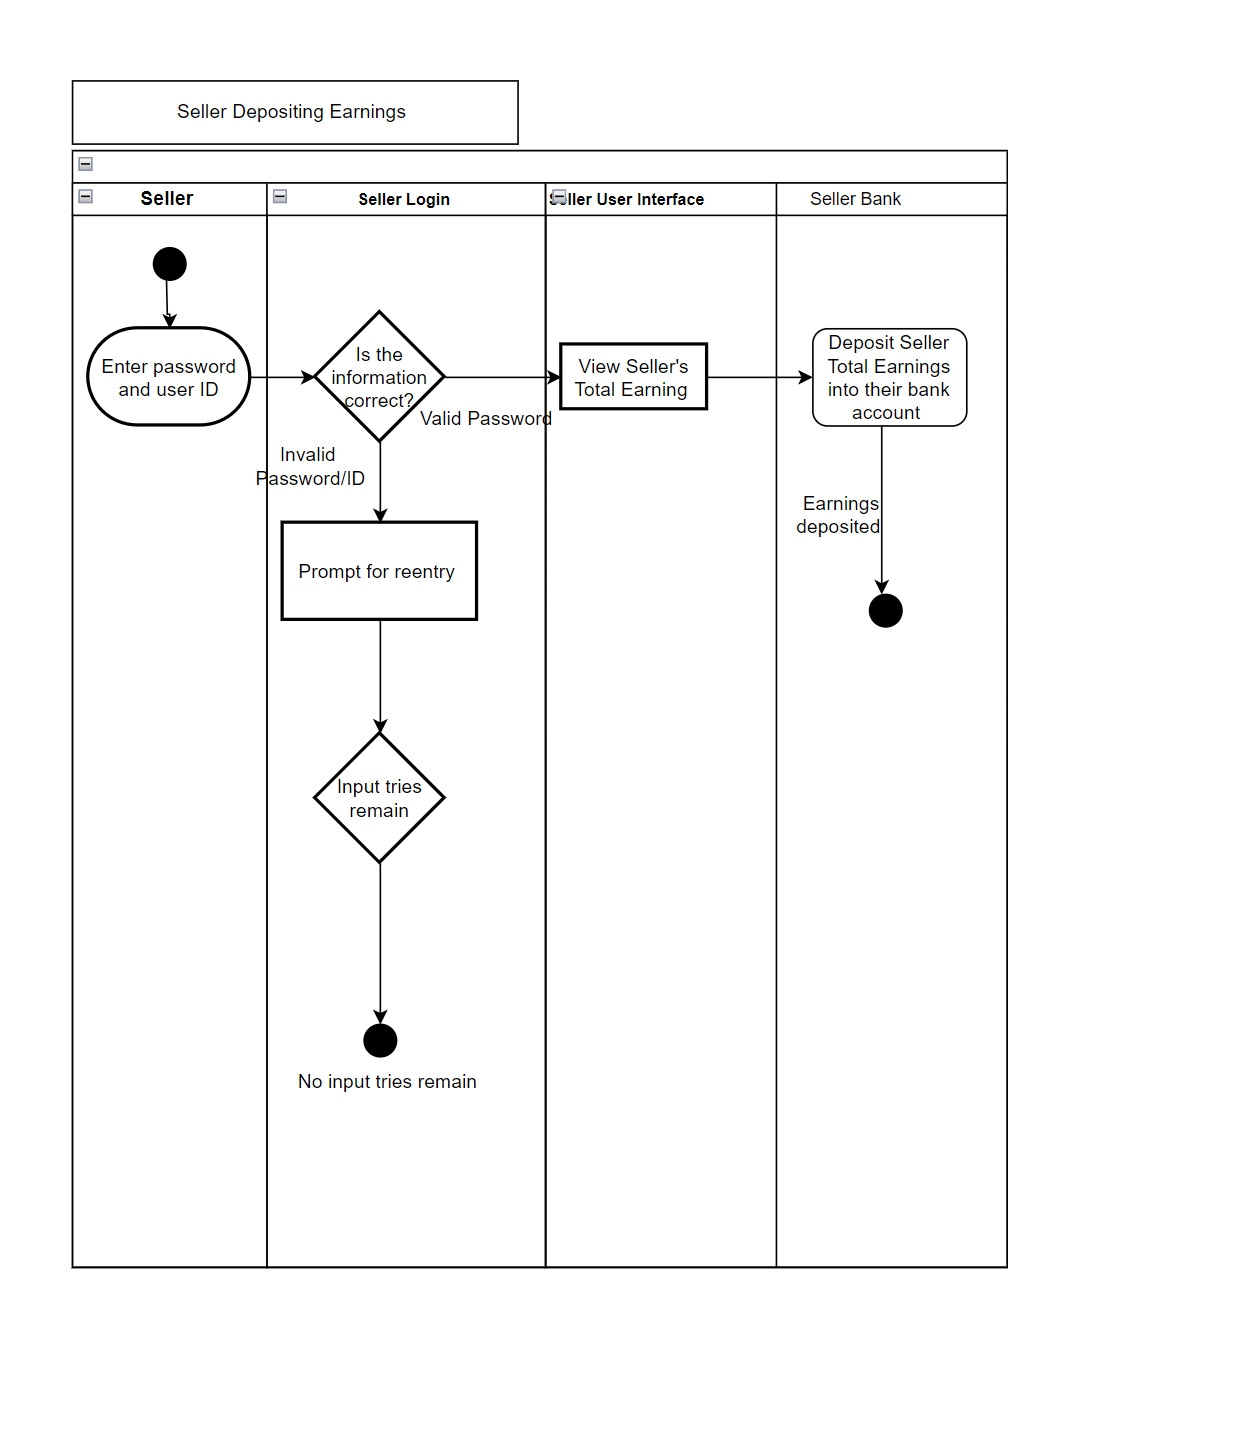 Seller Depositing Earnings
Seller
Seller Login
Seller User Interface
Seller Bank
Enter password
and user ID
Is the
information
correct?
Valid Password
View Seller's
Total Earning
Deposit Seller
Total Earnings
into their bank
account
Invalid
Password/ID
Earnings
deposited
Prompt for reentry
Input tries
remain
No input tries remain